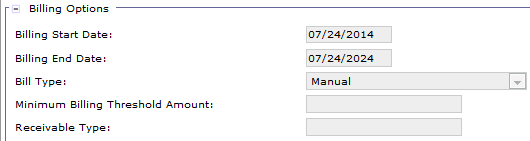 Billing Options
Billing Start Date: 07/24/2014
Billing End Date: 07/24/2024
Bill Type: Manual
Minimum Billing Threshold Amount:
Receivable Type: